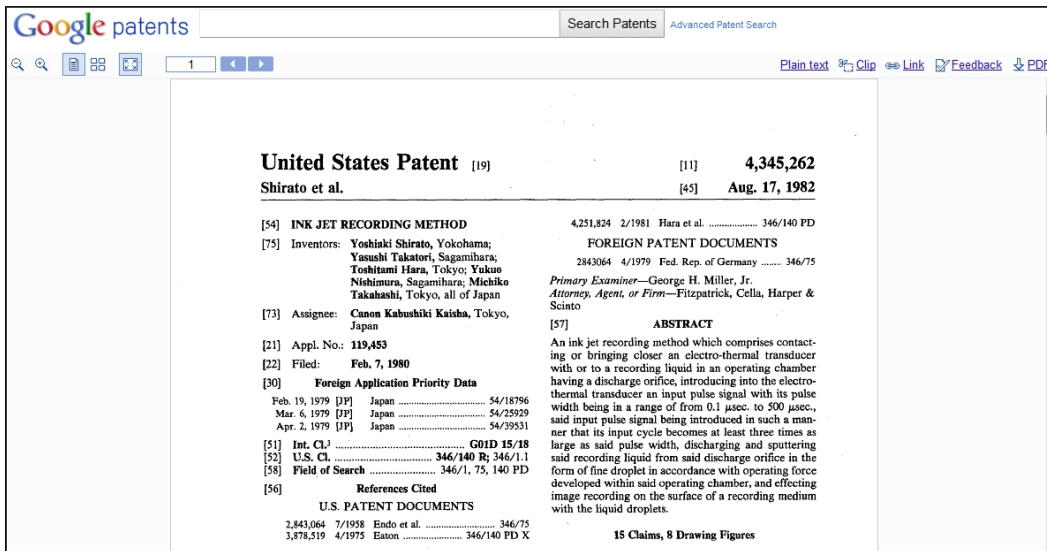 Google patents
Search Patents
Advanced Patent Search
1
Plain text
Clip
Link
Feedback
PDF
United States Patent [19]
Shirato et al.
[11] 4,345,262
[45] Aug. 17, 1982
[54] INK JET RECORDING METHOD
[75] Inventors: Yoshiaki Shirato, Yokohama;
Yasushi Takatori, Sagamihara;
Toshitami Hara, Tokyo; Yukuo
Nishimura, Sagamihara; Michiko
Takahashi, Tokyo, all of Japan
[73] Assignee: Canon Kabushiki Kaisha, Tokyo,
Japan
[21] Appl. No.: 119,453
[22] Filed: Feb. 7, 1980
[30] Foreign Application Priority Data
Feb. 19, 1979 [JP] Japan .................................. 54/18796
Mar. 6, 1979 [JP] Japan .................................. 54/25929
Apr. 2, 1979 [JP] Japan .................................. 54/39531
[51] Int. Cl.³ .............................................. G01D 15/18
[52] U.S. Cl. .................................. 346/140 R; 346/1.1
[58] Field of Search .................... 346/1, 75, 140 PD
[56] References Cited
U.S. PATENT DOCUMENTS
2,843,064 7/1958 Endo et al. .......................... 346/75
3,878,519 4/1975 Eaton ...................... 346/140 PD X
4,251,824 2/1981 Hara et al. .................. 346/140 PD
FOREIGN PATENT DOCUMENTS
2843064 4/1979 Fed. Rep. of Germany ....... 346/75
Primary Examiner—George H. Miller, Jr.
Attorney, Agent, or Firm—Fitzpatrick, Cella, Harper &
Scinto
[57] ABSTRACT
An ink jet recording method which comprises contact-
ing or bringing closer an electro-thermal transducer
with or to a recording liquid in an operating chamber
having a discharge orifice, introducing into the electro-
thermal transducer an input pulse signal with its pulse
width being in a range of from 0.1 μsec. to 500 μsec.,
said input pulse signal being introduced in such a man-
ner that its input cycle becomes at least three times as
large as said pulse width, discharging and sputtering
said recording liquid from said discharge orifice in the
form of fine droplet in accordance with operating force
developed within said operating chamber, and effecting
image recording on the surface of a recording medium
with the liquid droplets.
15 Claims, 8 Drawing Figures